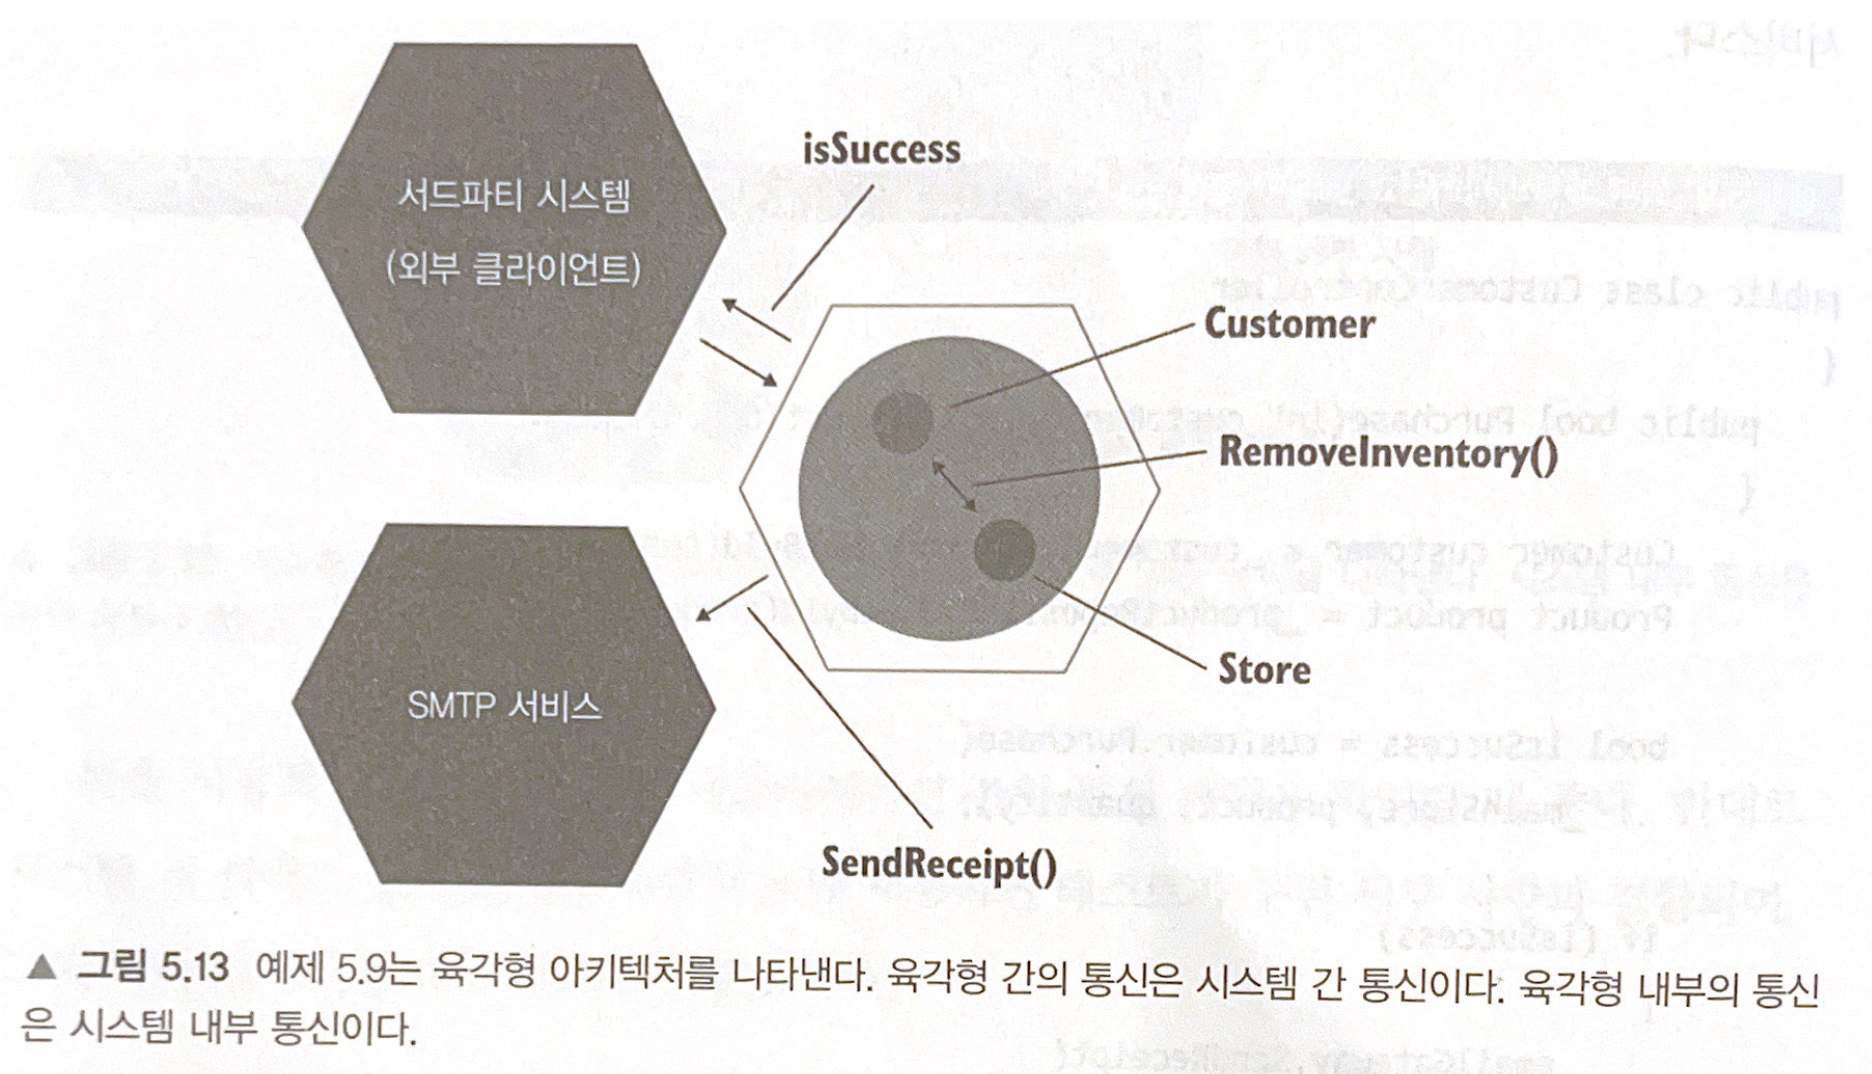 서드파티 시스템
(외부 클라이언트)
isSuccess
Customer
RemoveInventory()
Store
SMTP 서비스
SendReceipt()
▲ 그림 5.13 예제 5.9는 육각형 아키텍처를 나타낸다. 육각형 간의 통신은 시스템 간 통신이다. 육각형 내부의 통신
은 시스템 내부 통신이다.